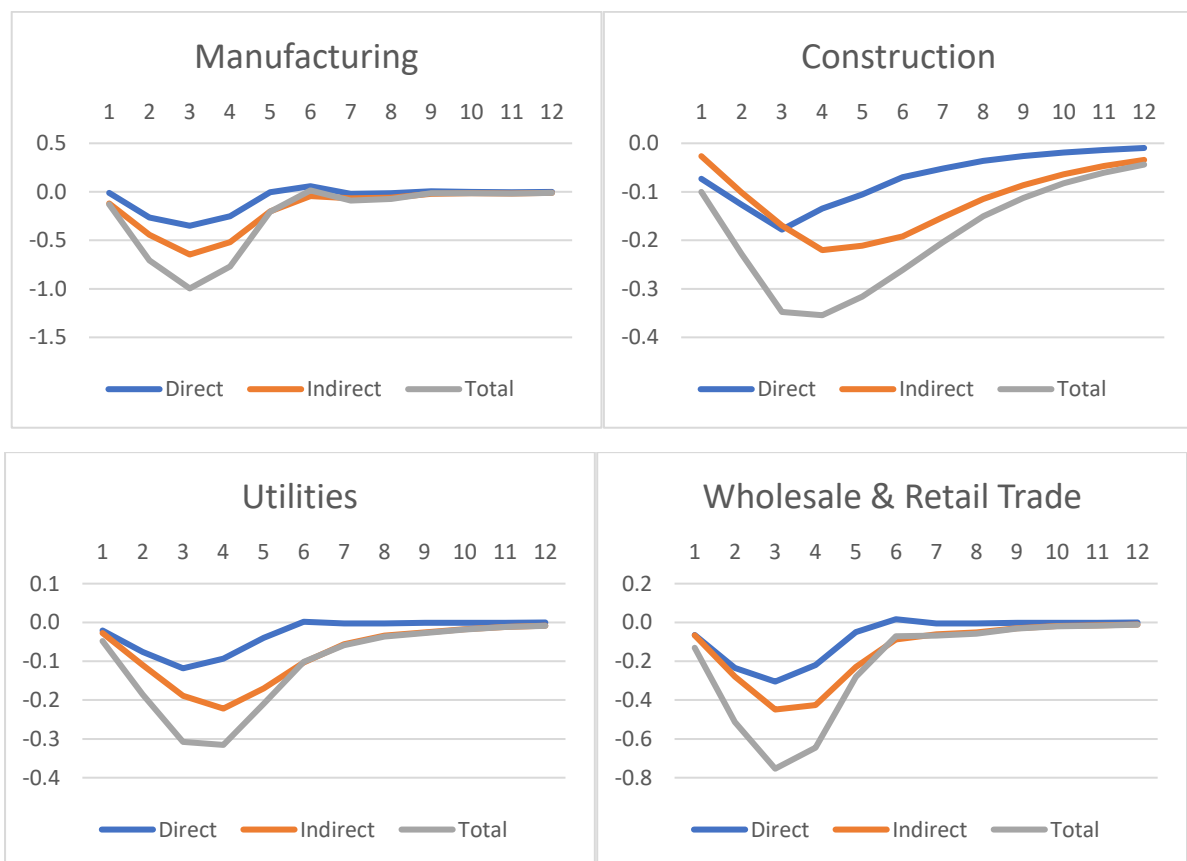 Manufacturing
1 2 3 4 5 6 7 8 9 10 11 12
0.5
0.0
-0.5
-1.0
-1.5
Direct Indirect Total
Construction
1 2 3 4 5 6 7 8 9 10 11 12
0.0
-0.1
-0.2
-0.3
-0.4
Direct Indirect Total
Utilities
1 2 3 4 5 6 7 8 9 10 11 12
0.1
0.0
-0.1
-0.2
-0.3
-0.4
Direct Indirect Total
Wholesale & Retail Trade
1 2 3 4 5 6 7 8 9 10 11 12
0.2
0.0
-0.2
-0.4
-0.6
-0.8
Direct Indirect Total